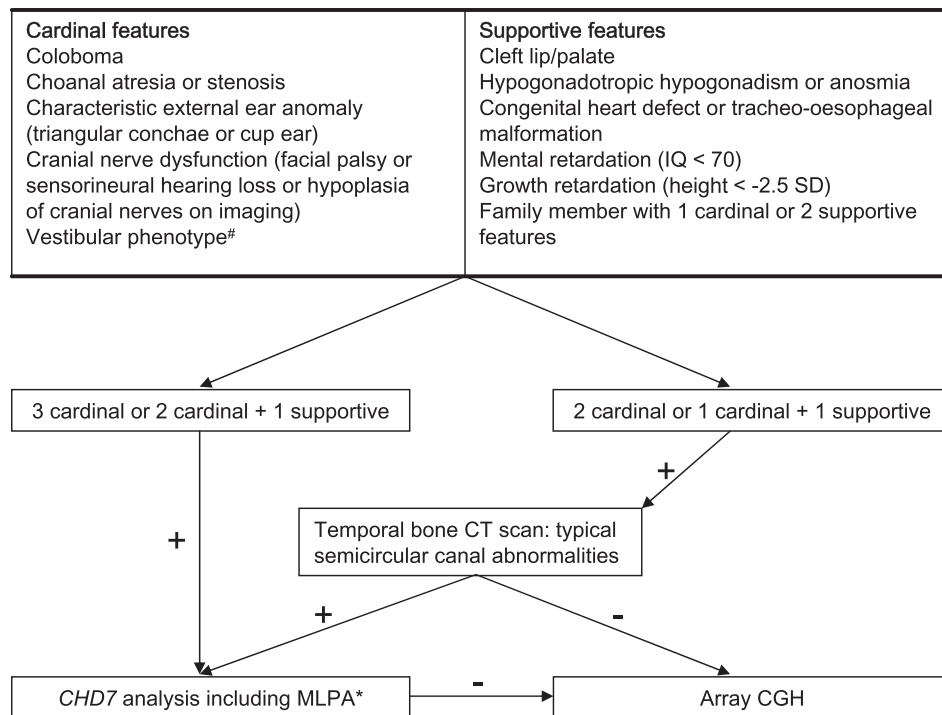 Cardinal features
Coloboma
Choanal atresia or stenosis
Characteristic external ear anomaly
(triangular conchae or cup ear)
Cranial nerve dysfunction (facial palsy or
sensorineural hearing loss or hypoplasia
of cranial nerves on imaging)
Vestibular phenotype#
Supportive features
Cleft lip/palate
Hypogonadotropic hypogonadism or anosmia
Congenital heart defect or tracheo-oesophageal
malformation
Mental retardation (IQ < 70)
Growth retardation (height < -2.5 SD)
Family member with 1 cardinal or 2 supportive
features
3 cardinal or 2 cardinal + 1 supportive
2 cardinal or 1 cardinal + 1 supportive
+
Temporal bone CT scan: typical
semicircular canal abnormalities
+
+
-
CHD7 analysis including MLPA*
-
Array CGH